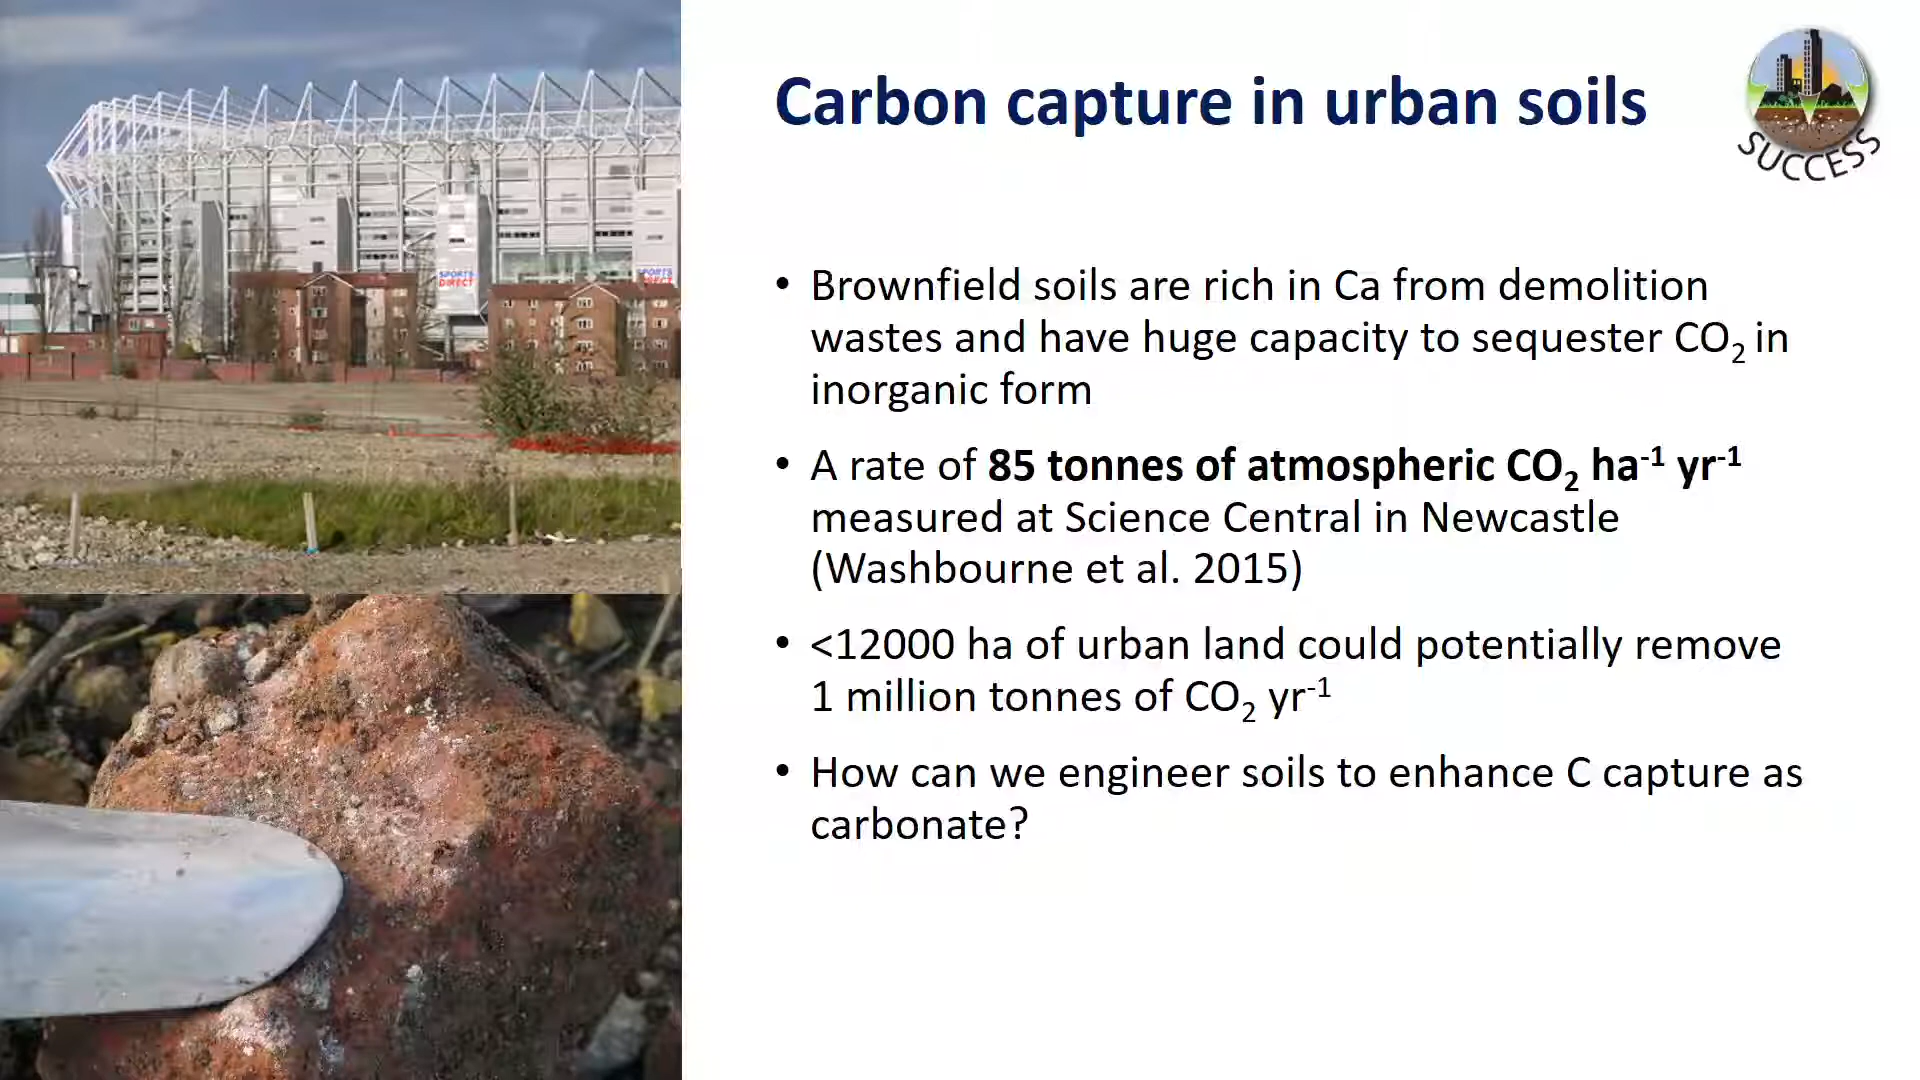 Carbon capture in urban soils
SUCCESS
SPORTS
DIRECT
SPORTS
DIRECT
• Brownfield soils are rich in Ca from demolition
wastes and have huge capacity to sequester CO₂ in
inorganic form
• A rate of 85 tonnes of atmospheric CO₂ ha⁻¹ yr⁻¹
measured at Science Central in Newcastle
(Washbourne et al. 2015)
• <12000 ha of urban land could potentially remove
1 million tonnes of CO₂ yr⁻¹
• How can we engineer soils to enhance C capture as
carbonate?